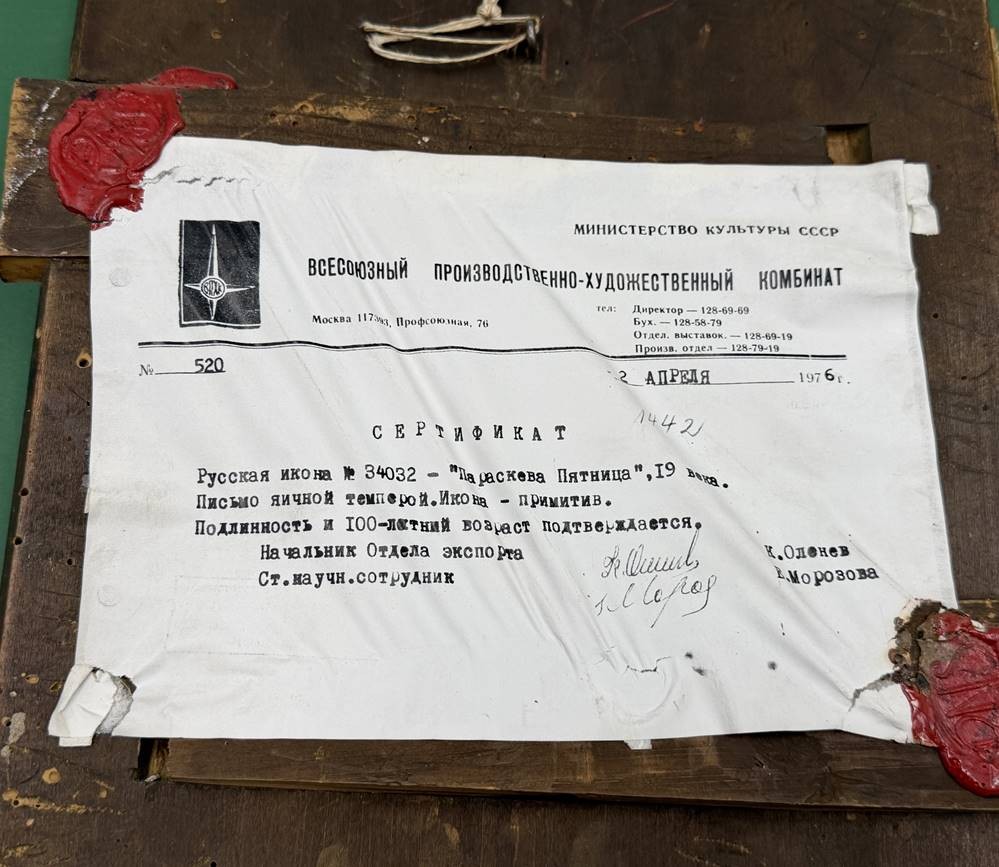 МИНИСТЕРСТВО КУЛЬТУРЫ СССР
ВСЕСОЮЗНЫЙ ПРОИЗВОДСТВЕННО-ХУДОЖЕСТВЕННЫЙ КОМБИНАТ
Москва Профсоюзная, 76
тел: Директор — 128-69-69
Бух. — 128-58-79
Отдел. выставок. — 128-69-19
Произв. отдел — 128-79-19
№ 520
АПРЕЛЯ 1976 г.
1442
СЕРТИФИКАТ
Русская икона № 34032 - "Параскева Пятница", 19 века.
Письмо яичной темперой. Икона - примитив.
Подлинность и 100-летний возраст подтверждается.
Начальник Отдела экспорта К.Оленев
Ст.научн.сотрудник Морозова